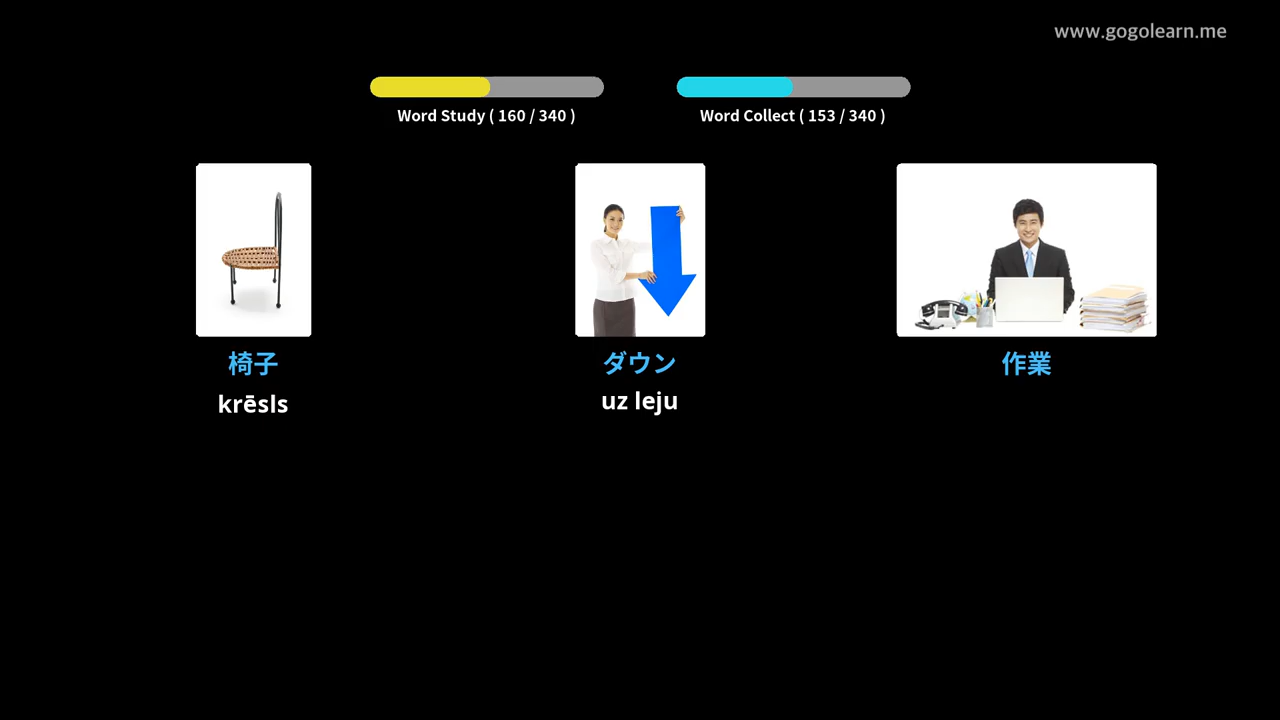 www.gogolearn.me
Word Study ( 160 / 340 )
Word Collect ( 153 / 340 )
椅子
ダウン
作業
krēsls
uz leju